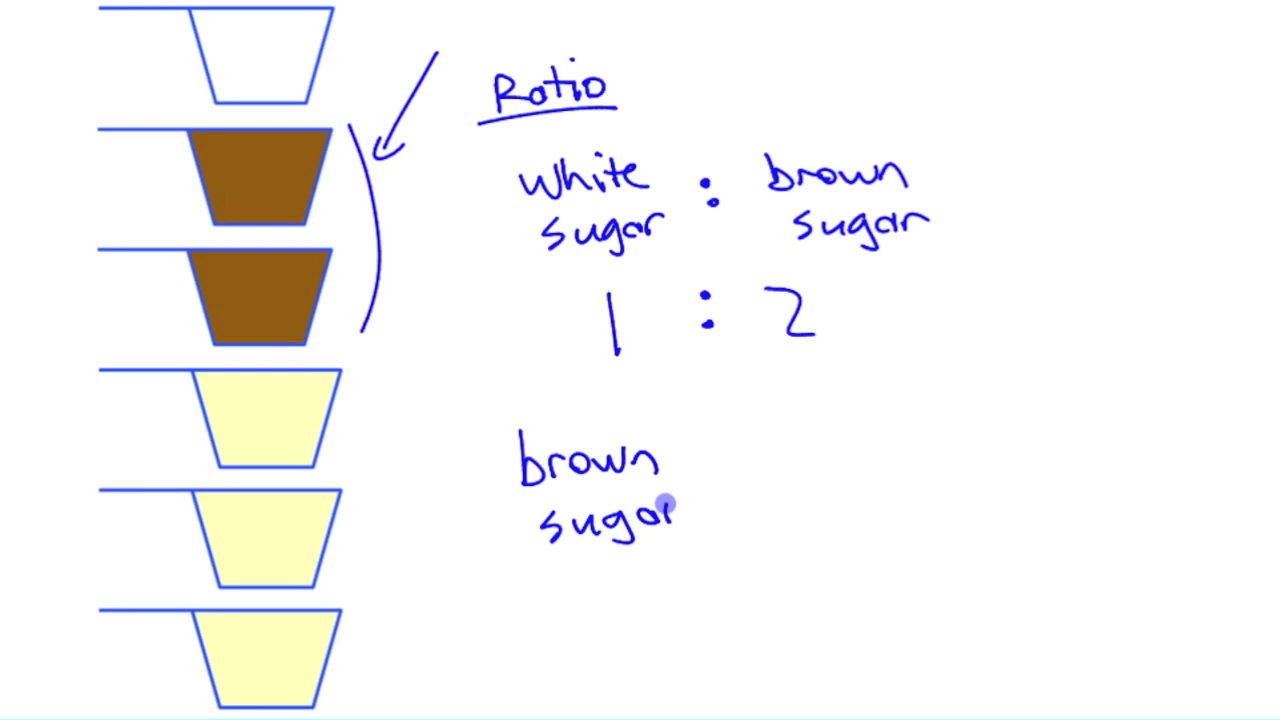 Ratio
white : brown
sugar sugar
1 : 2
brown
sugar